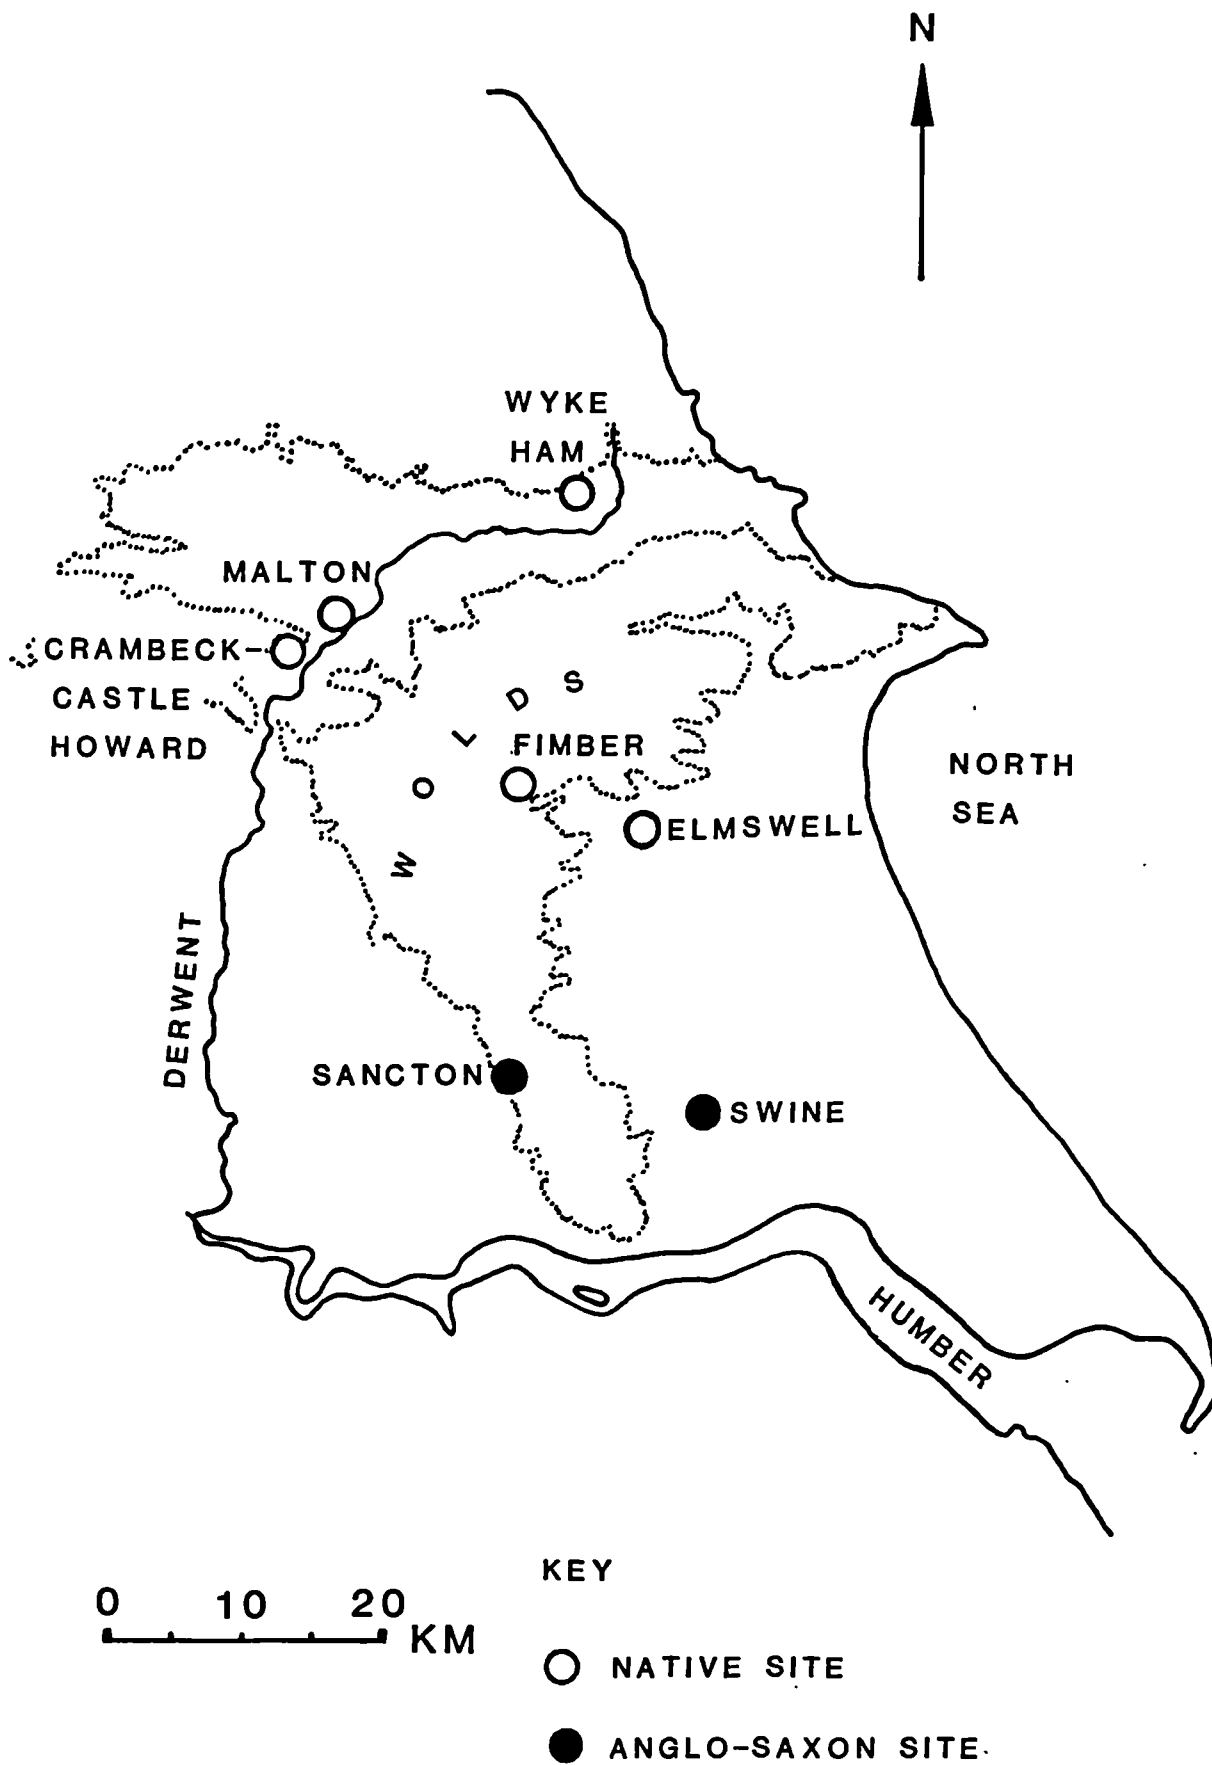 N
WYKE
HAM
MALTON
CRAMBECK
CASTLE
HOWARD
WOLDS
FIMBER
ELMSWELL
NORTH
SEA
DERWENT
SANCTON
SWINE
HUMBER
KEY
0 10 20
KM
NATIVE SITE
ANGLO-SAXON SITE